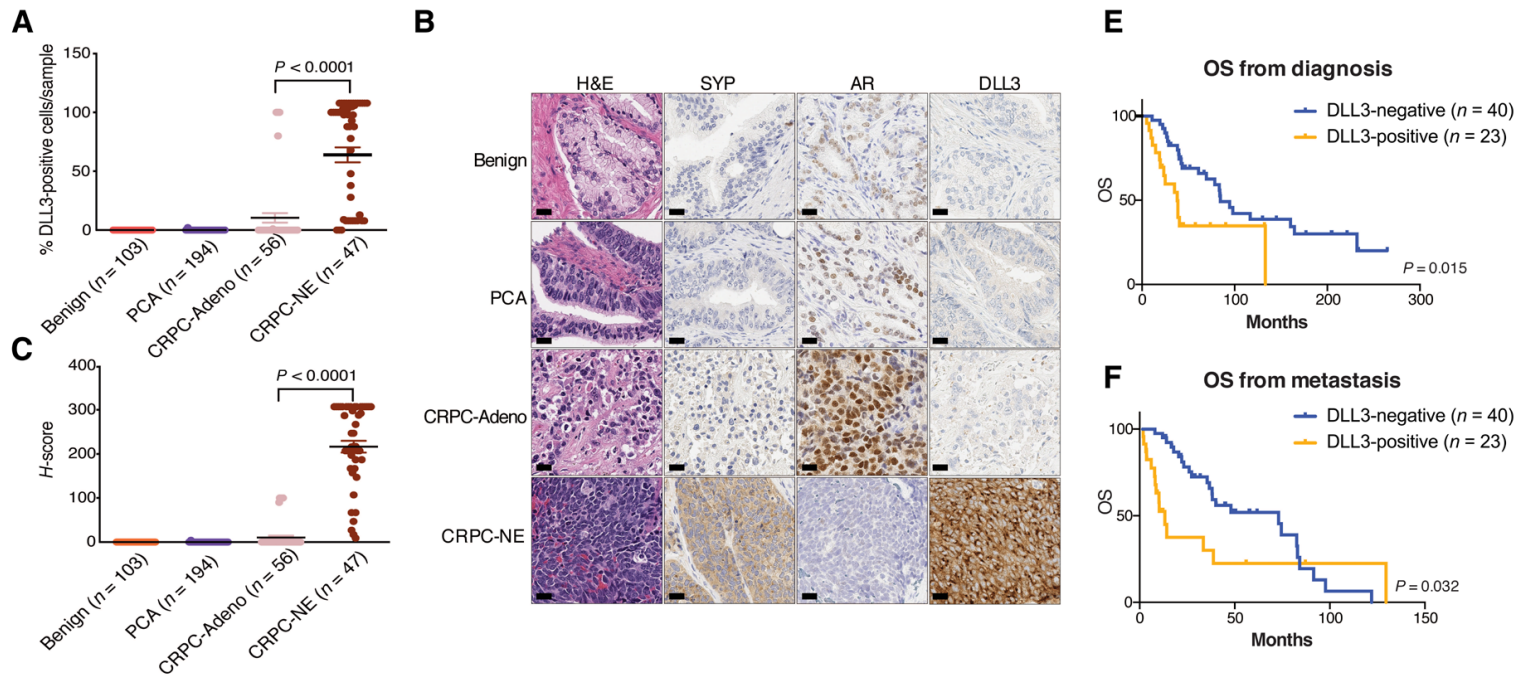 A
% DLL3-positive cells/sample
150
100
50
0
P < 0.0001
Benign (n = 103)
PCA (n = 194)
CRPC-Adeno (n = 56)
CRPC-NE (n = 47)
B
H&E SYP AR DLL3
Benign
PCA
CRPC-Adeno
CRPC-NE
C
H-score
400
300
200
100
0
P < 0.0001
Benign (n = 103)
PCA (n = 194)
CRPC-Adeno (n = 56)
CRPC-NE (n = 47)
E
OS from diagnosis
DLL3-negative (n = 40)
DLL3-positive (n = 23)
OS
100
50
0
P = 0.015
0 100 200 300
Months
F
OS from metastasis
DLL3-negative (n = 40)
DLL3-positive (n = 23)
OS
100
50
0
P = 0.032
0 50 100 150
Months